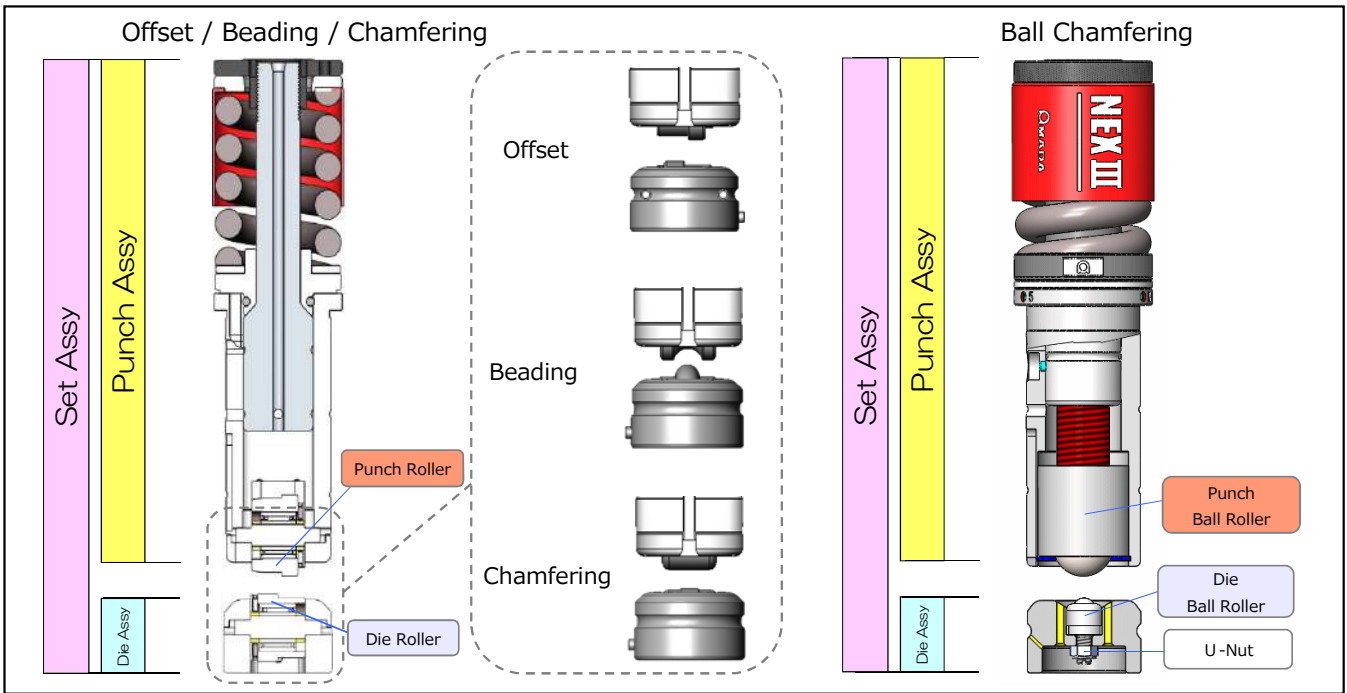 Offset / Beading / Chamfering
Ball Chamfering
Set Assy
Punch Assy
Die Assy
Punch Roller
Die Roller
Offset
Beading
Chamfering
Set Assy
Punch Assy
Die Assy
NEX III
AMADA
5
Punch
Ball Roller
Die
Ball Roller
U-Nut